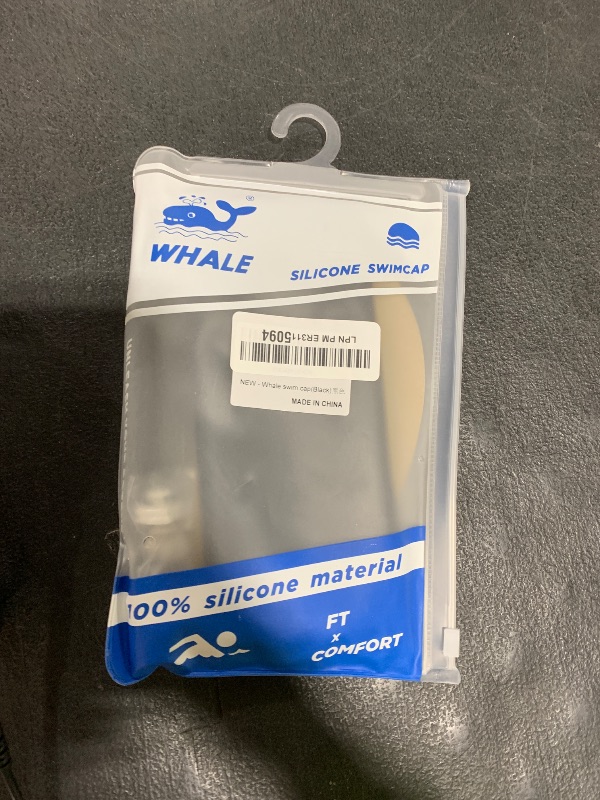 ®
WHALE
SILICONE SWIMCAP
LPN PM ER3115094
NEW - Whale swim cap(Black)
MADE IN CHINA
100% silicone material
FT
x
COMFORT